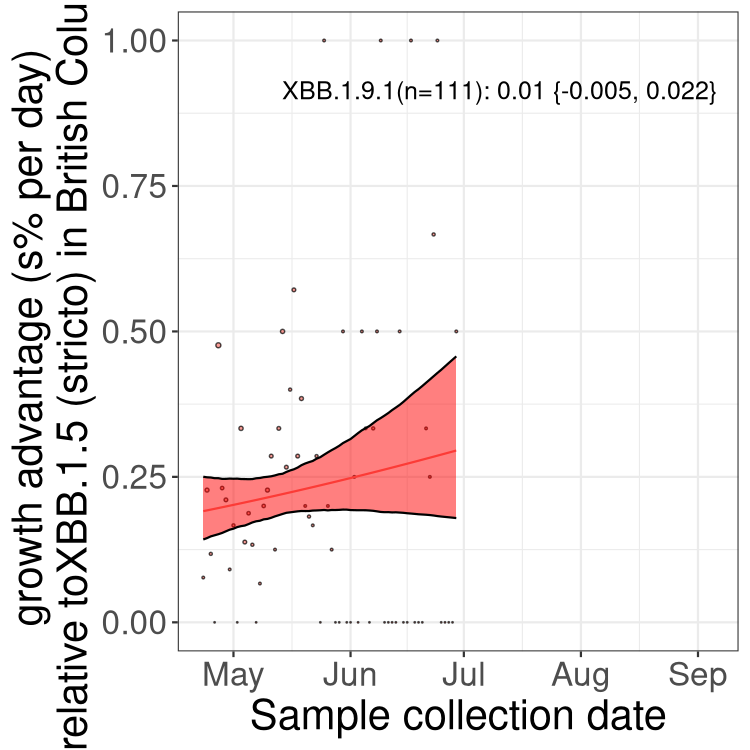 growth advantage (s% per day)
relative toXBB.1.5 (stricto) in British Colu
1.00
0.75
0.50
0.25
0.00
XBB.1.9.1(n=111): 0.01 {-0.005, 0.022}
May Jun Jul Aug Sep
Sample collection date